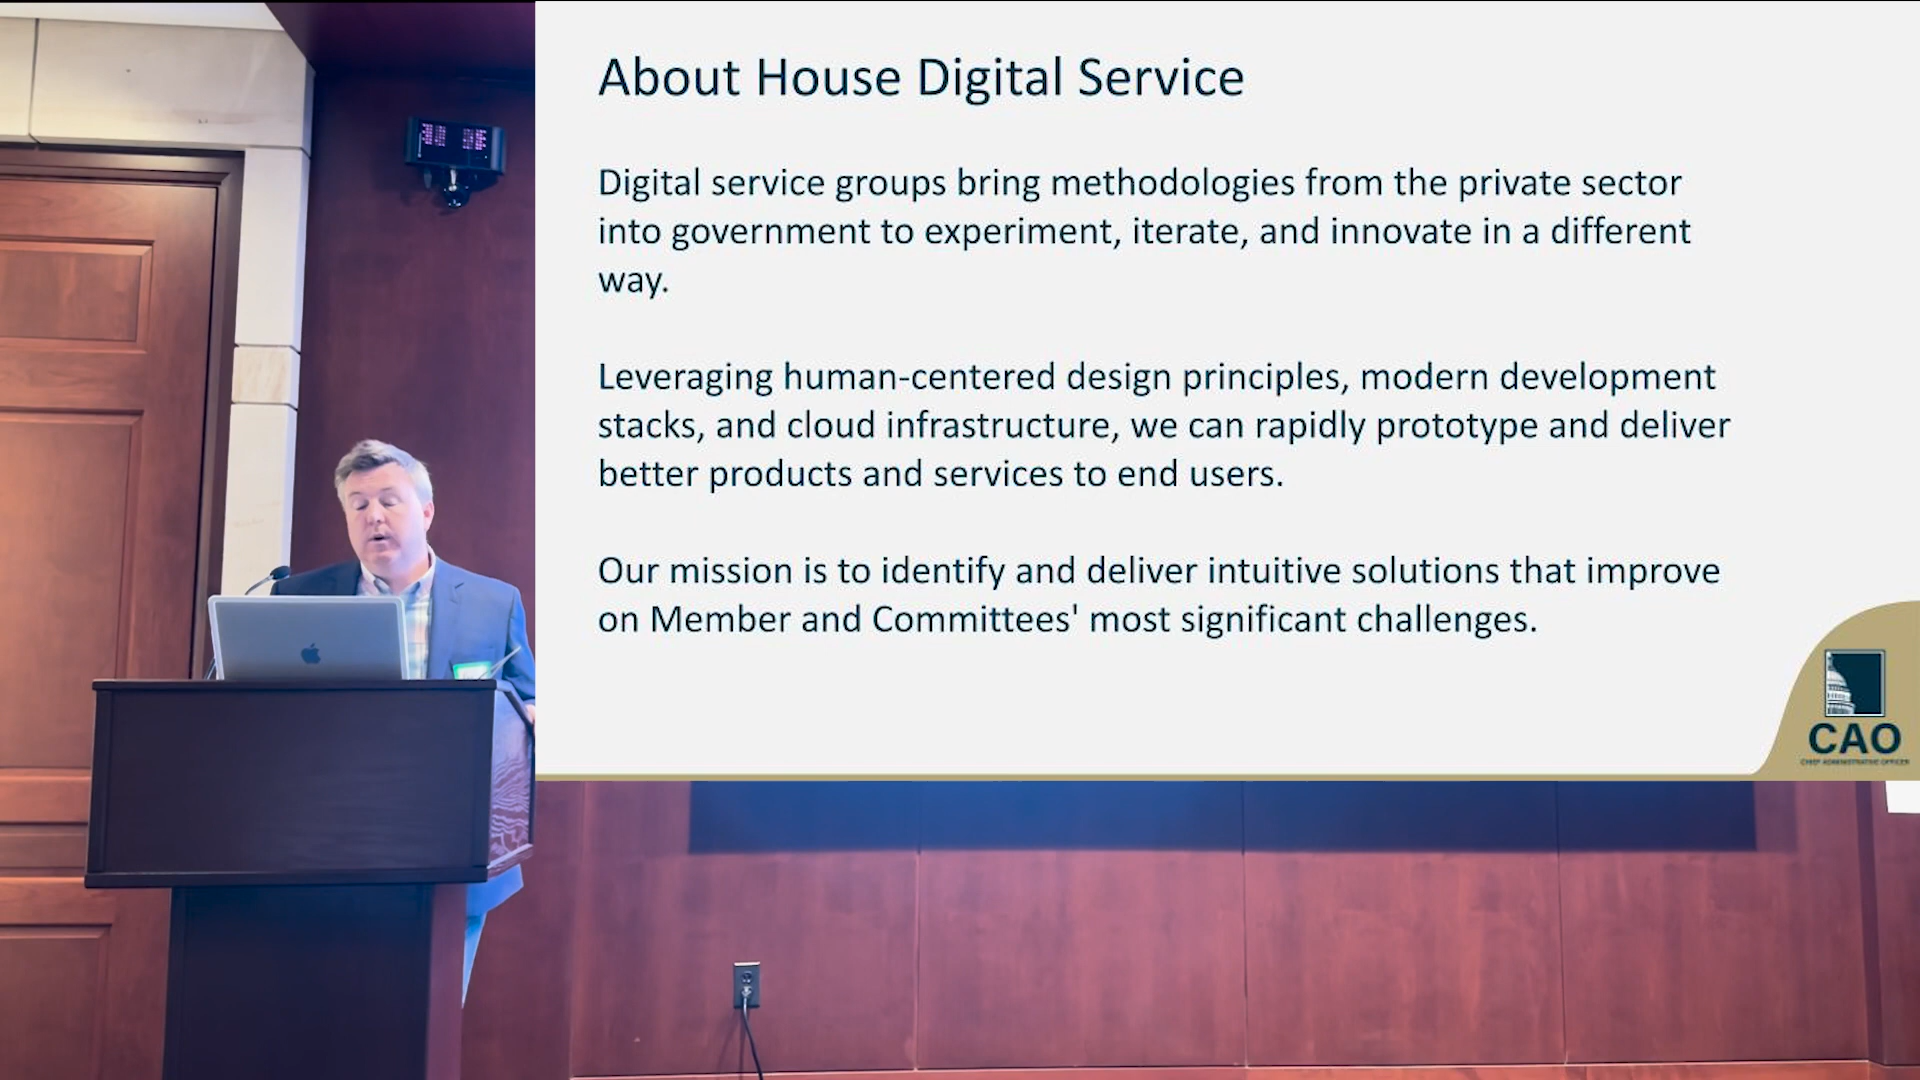 About House Digital Service
Digital service groups bring methodologies from the private sector
into government to experiment, iterate, and innovate in a different
way.
Leveraging human-centered design principles, modern development
stacks, and cloud infrastructure, we can rapidly prototype and deliver
better products and services to end users.
Our mission is to identify and deliver intuitive solutions that improve
on Member and Committees' most significant challenges.
CAO
CHIEF ADMINISTRATIVE OFFICER